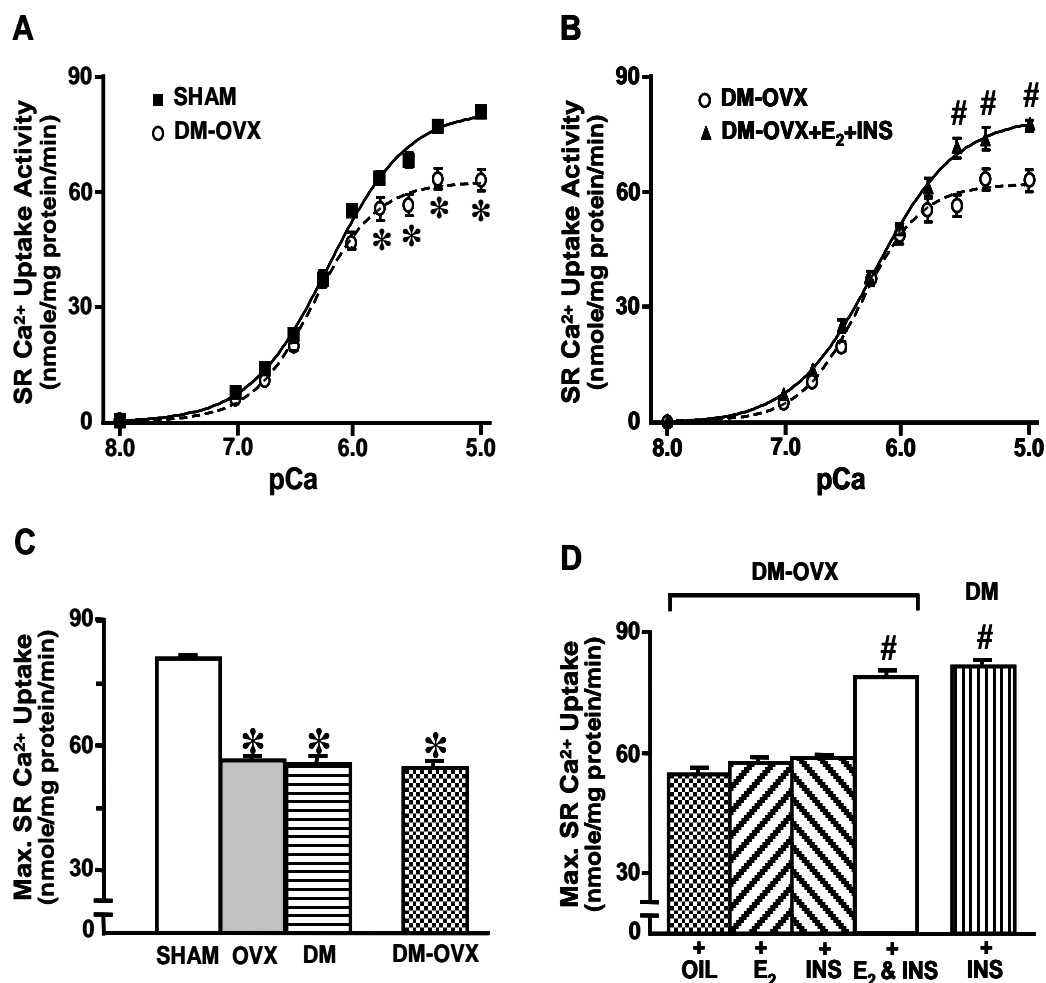 A
SR Ca²⁺ Uptake Activity
(nmole/mg protein/min)
90
60
30
0
SHAM
DM-OVX
*
*
*
*
8.0 7.0 6.0 5.0
pCa
B
SR Ca²⁺ Uptake Activity
(nmole/mg protein/min)
90
60
30
0
DM-OVX
DM-OVX+E₂+INS
# # #
8.0 7.0 6.0 5.0
pCa
C
Max. SR Ca²⁺ Uptake
(nmole/mg protein/min)
90
60
30
0
* * *
SHAM OVX DM DM-OVX
D
DM-OVX DM
Max. SR Ca²⁺ Uptake
(nmole/mg protein/min)
90
60
30
0
# #
+ + + + +
OIL E₂ INS E₂ & INS INS